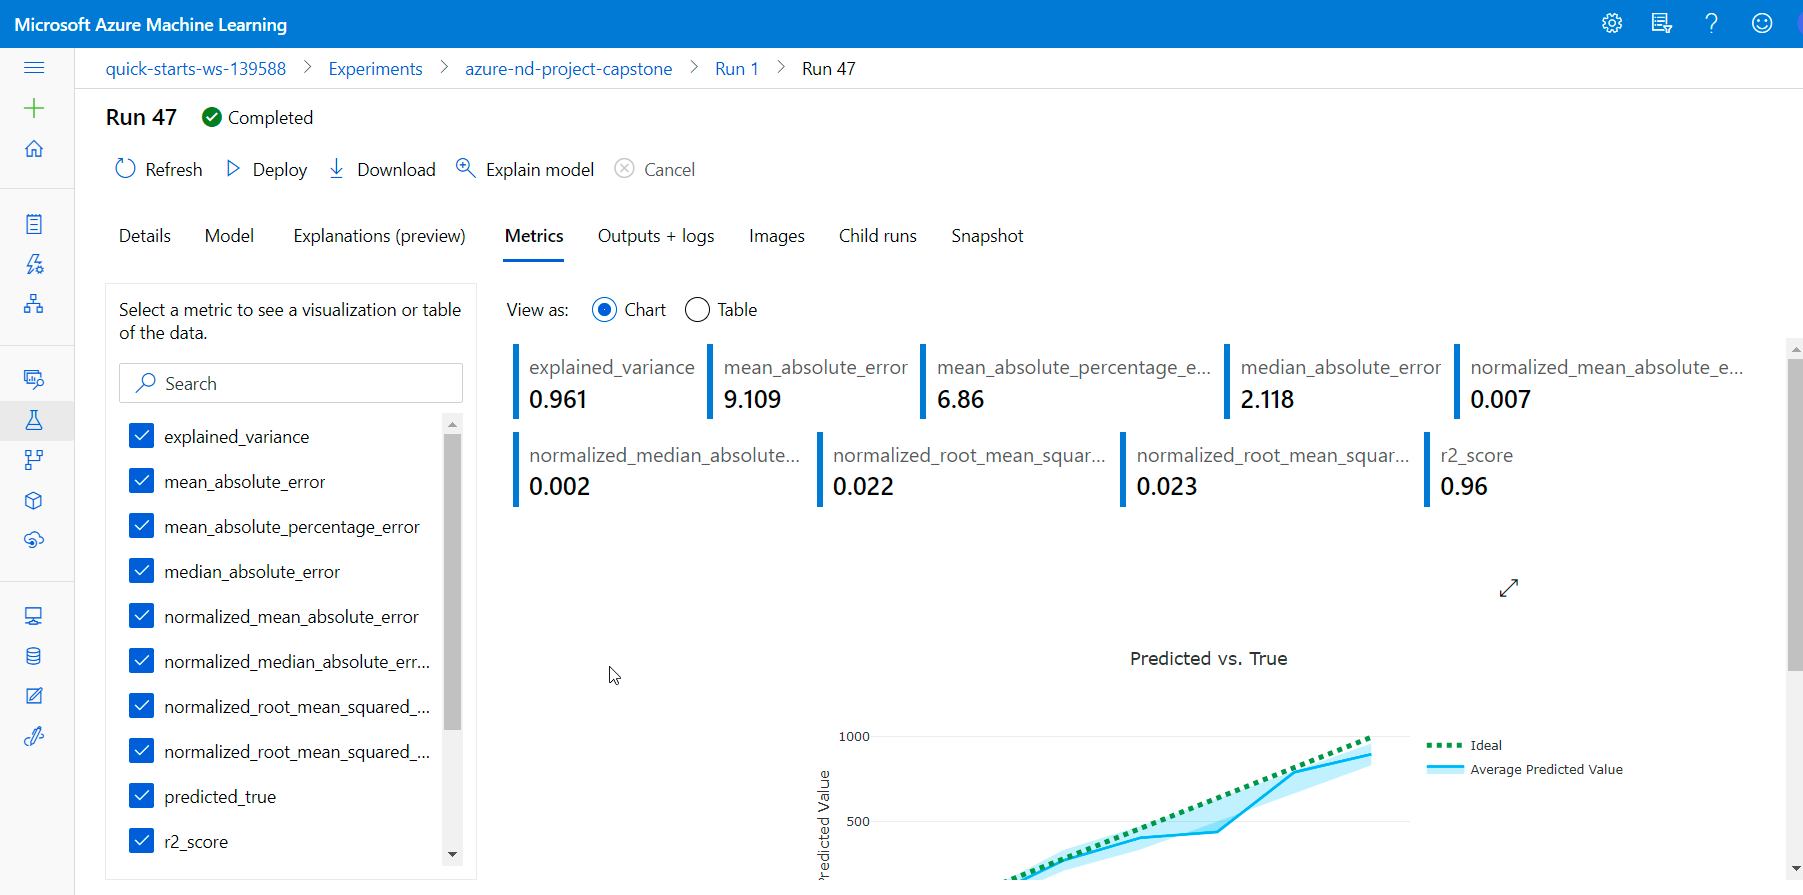 Microsoft Azure Machine Learning
quick-starts-ws-139588 > Experiments > azure-nd-project-capstone > Run 1 > Run 47
Run 47 Completed
Refresh Deploy Download Explain model Cancel
Details Model Explanations (preview) Metrics Outputs + logs Images Child runs Snapshot
Select a metric to see a visualization or table
of the data.
Search
explained_variance
mean_absolute_error
mean_absolute_percentage_error
median_absolute_error
normalized_mean_absolute_error
normalized_median_absolute_err...
normalized_root_mean_squared_...
normalized_root_mean_squared_...
predicted_true
r2_score
View as: Chart Table
explained_variance mean_absolute_error mean_absolute_percentage_e... median_absolute_error normalized_mean_absolute_e...
0.961 9.109 6.86 2.118 0.007
normalized_median_absolute... normalized_root_mean_squar... normalized_root_mean_squar... r2_score
0.002 0.022 0.023 0.96
Predicted vs. True
1000
500
Predicted Value
Ideal
Average Predicted Value